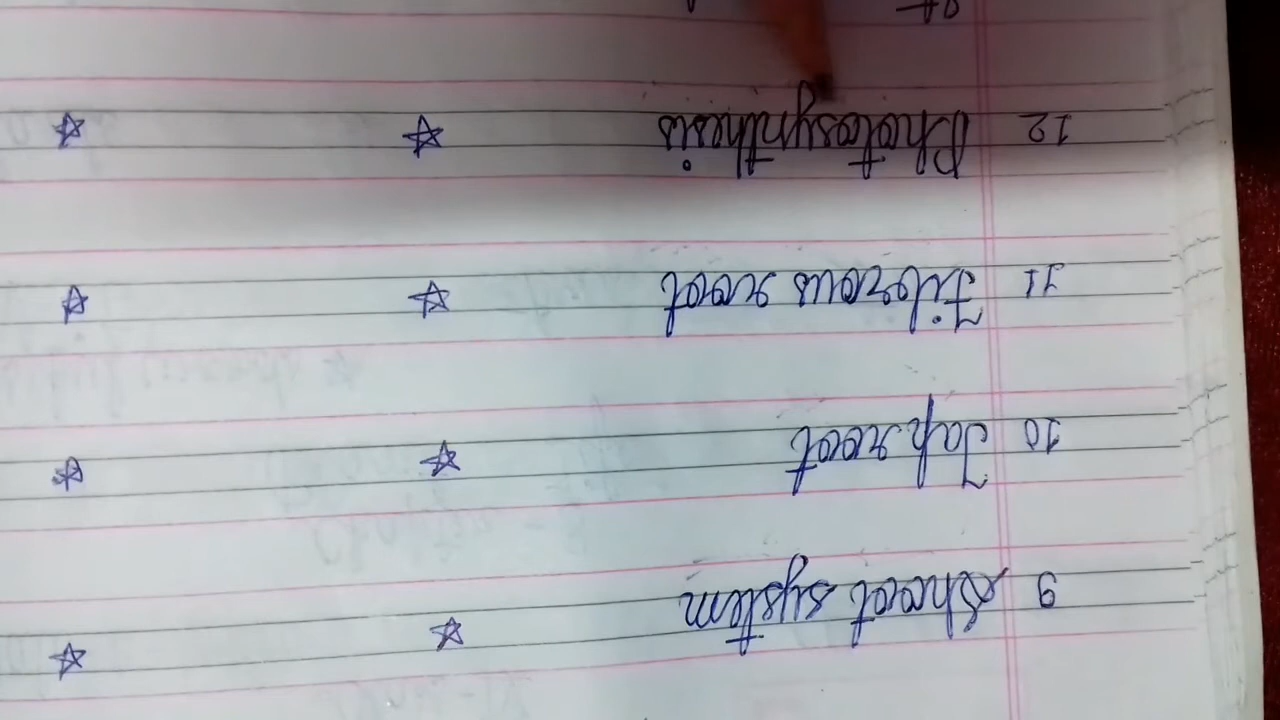 9 Shoot system ☆ ☆
10 Tap root ☆ ☆
11 Fibrous root ☆ ☆
12 Photosynthesis ☆ ☆